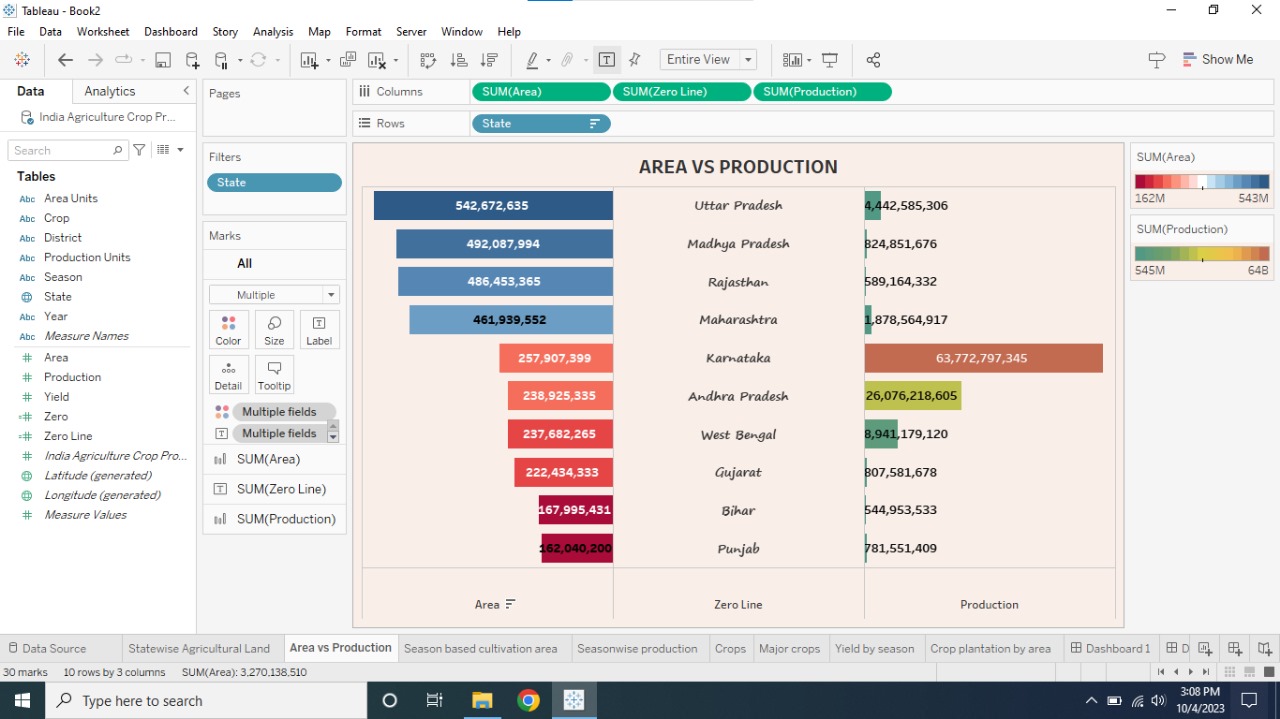 Tableau - Book2
File Data Worksheet Dashboard Story Analysis Map Format Server Window Help
Entire View
Show Me
Data Analytics
India Agriculture Crop Pr...
Search
Tables
Abc Area Units
Abc Crop
Abc District
Abc Production Units
Abc Season
State
Abc Year
Abc Measure Names
Area
Production
Yield
Zero
Zero Line
India Agriculture Crop Pro...
Latitude (generated)
Longitude (generated)
Measure Values
Pages
Filters
State
Marks
All
Multiple
Color Size Label
Detail Tooltip
Multiple fields
Multiple fields
SUM(Area)
SUM(Zero Line)
SUM(Production)
Columns SUM(Area) SUM(Zero Line) SUM(Production)
Rows State
AREA VS PRODUCTION
542,672,635 Uttar Pradesh 4,442,585,306
492,087,994 Madhya Pradesh 824,851,676
486,453,365 Rajasthan 589,164,332
461,939,552 Maharashtra 1,878,564,917
257,907,399 Karnataka 63,772,797,345
238,925,335 Andhra Pradesh 26,076,218,605
237,682,265 West Bengal 8,941,179,120
222,434,333 Gujarat 807,581,678
167,995,431 Bihar 544,953,533
162,040,200 Punjab 781,551,409
Area Zero Line Production
SUM(Area)
162M 543M
SUM(Production)
545M 64B
Data Source Statewise Agricultural Land Area vs Production Season based cultivation area Seasonwise production Crops Major crops Yield by season Crop plantation by area Dashboard 1 D
30 marks 10 rows by 3 columns SUM(Area): 3,270,138,510
Type here to search
3:08 PM
10/4/2023